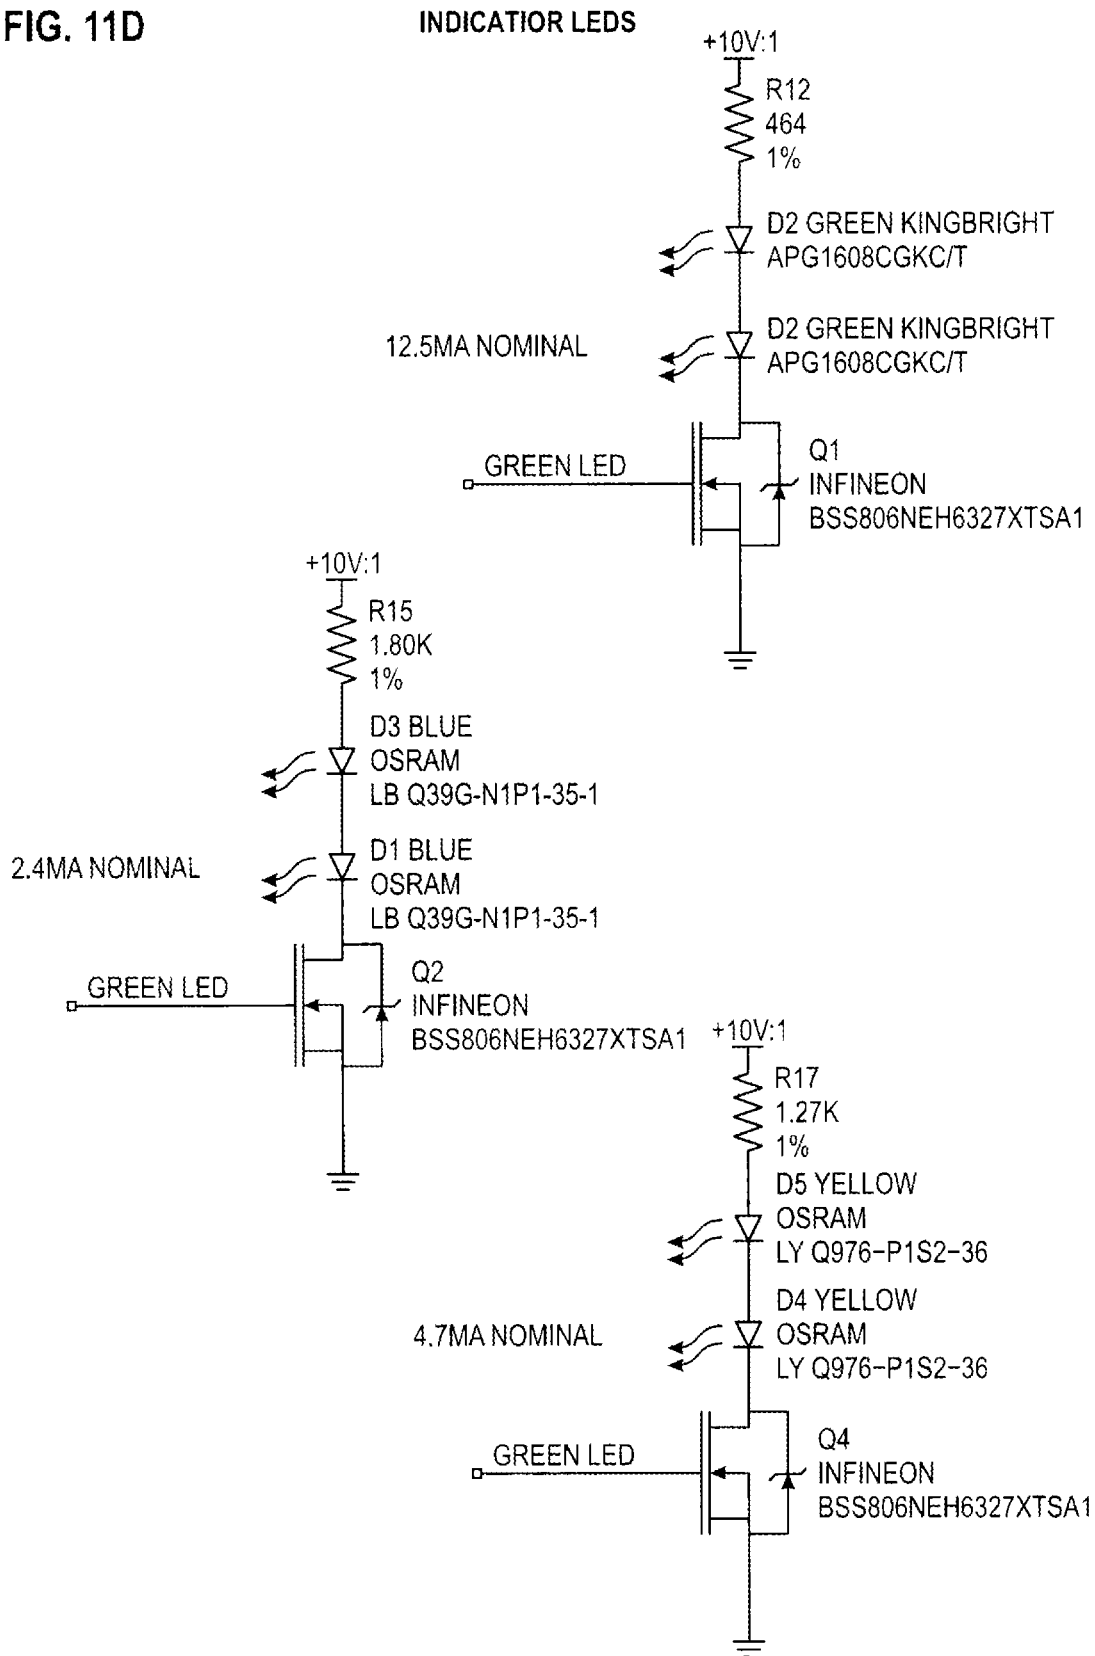 FIG. 11D
INDICATIOR LEDS
+10V:1
R12
464
1%
D2 GREEN KINGBRIGHT
APG1608CGKC/T
D2 GREEN KINGBRIGHT
APG1608CGKC/T
12.5MA NOMINAL
GREEN LED
Q1
INFINEON
BSS806NEH6327XTSA1
+10V:1
R15
1.80K
1%
D3 BLUE
OSRAM
LB Q39G-N1P1-35-1
D1 BLUE
OSRAM
LB Q39G-N1P1-35-1
2.4MA NOMINAL
GREEN LED
Q2
INFINEON
BSS806NEH6327XTSA1
+10V:1
R17
1.27K
1%
D5 YELLOW
OSRAM
LY Q976-P1S2-36
D4 YELLOW
OSRAM
LY Q976-P1S2-36
4.7MA NOMINAL
GREEN LED
Q4
INFINEON
BSS806NEH6327XTSA1